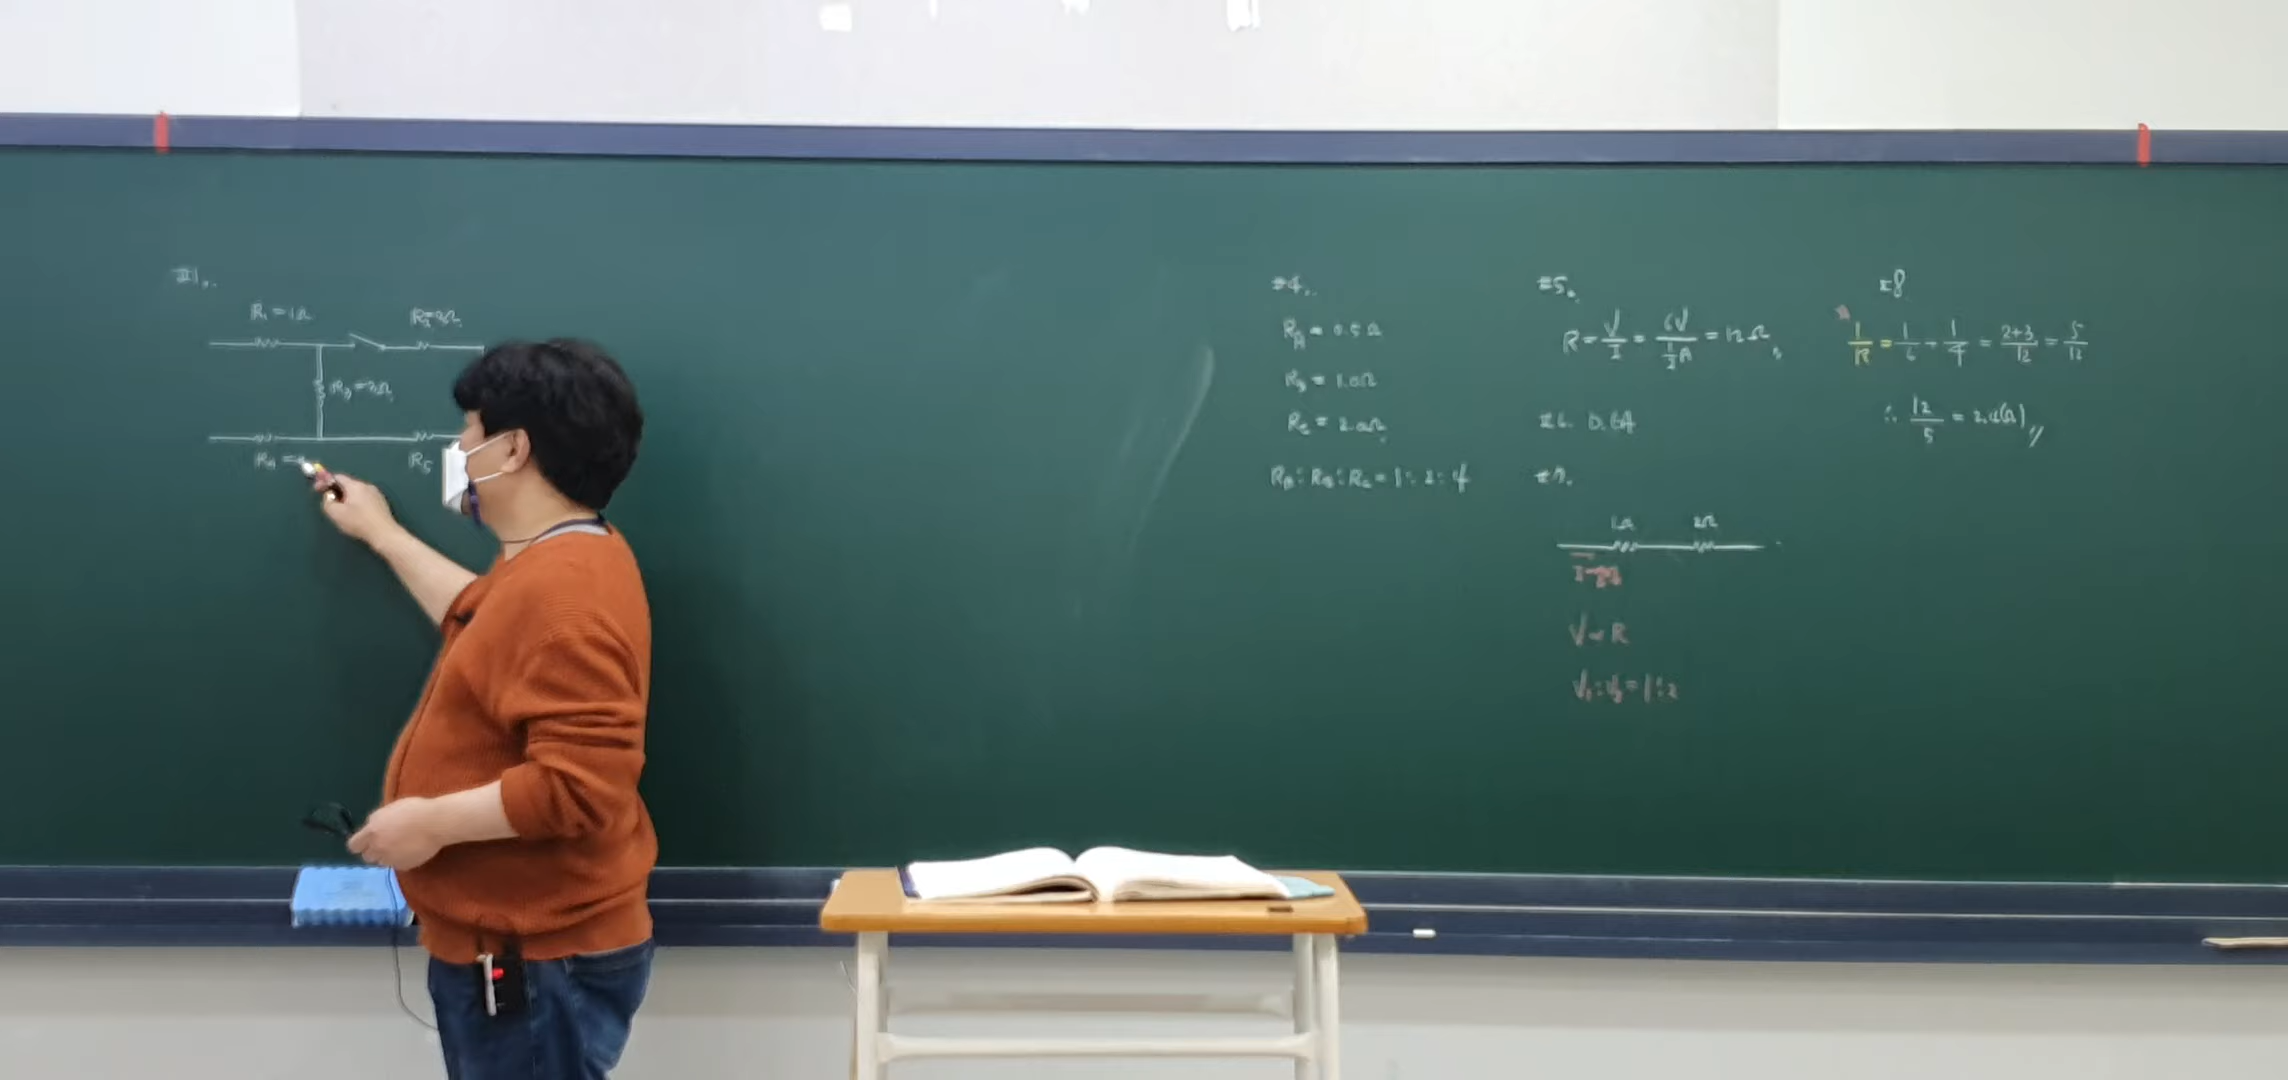 R₁ = 1Ω
R₃ = 2Ω
R₄ =
R₅
#4.
R_A = 0.5Ω
R_B = 1.0Ω
R_C = 2.0Ω
R_A : R_B : R_C = 1 : 2 : 4
#5.
R = V/I = 6V / (1/2 A) = 12Ω
#6. 0.6A
#7.
1Ω 2Ω
V ∝ R
V₁ : V₂ = 1 : 2
#8
1/R = 1/6 + 1/4 = 2+3/12 = 5/12
∴ 12/5 = 2.4(Ω)